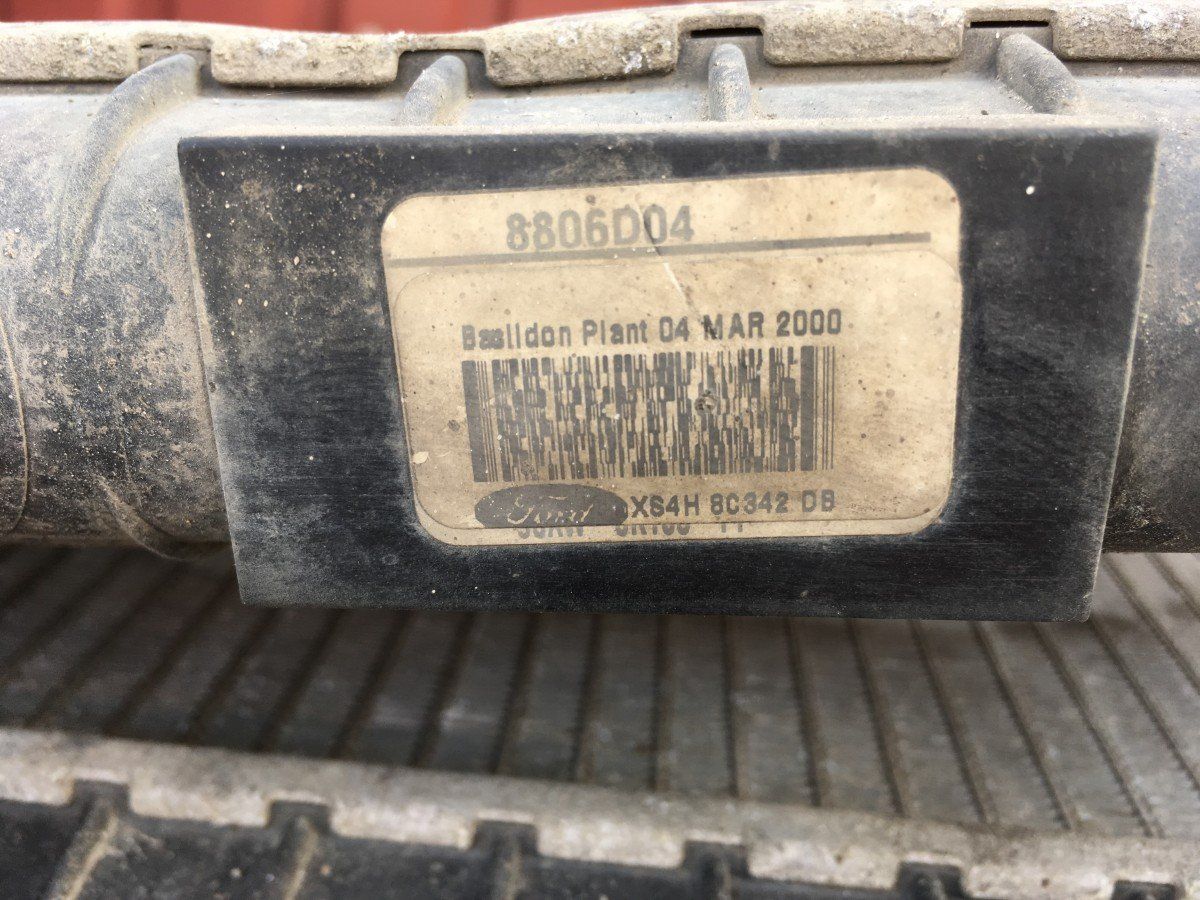 8806D04
Basildon Plant 04 MAR 2000
Ford XS4H 8C342 DB